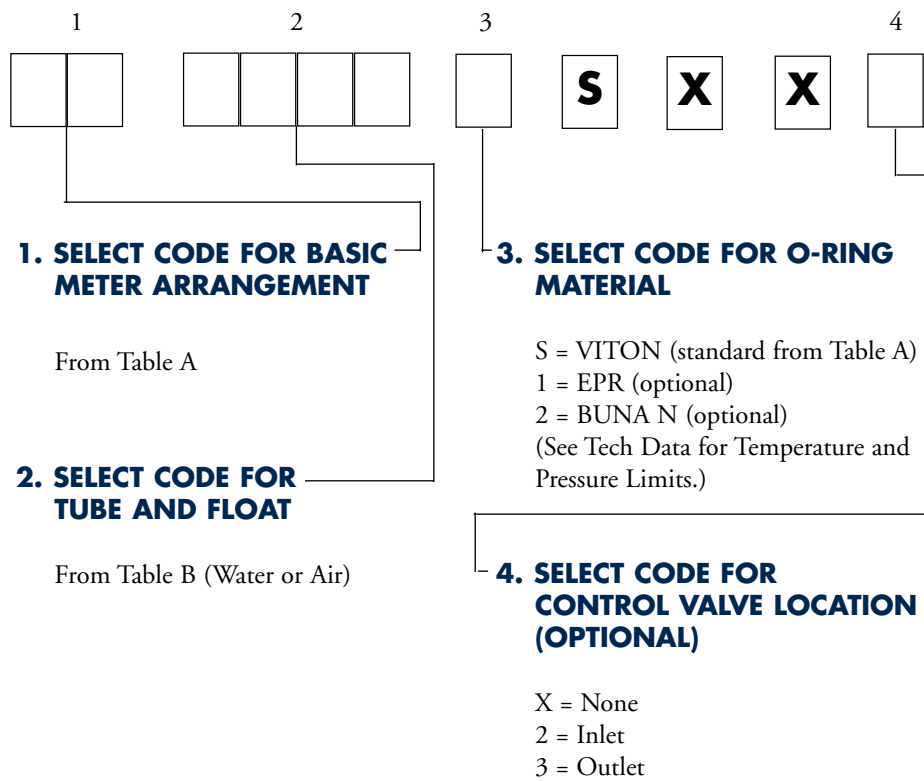 1 2 3 4
S X X
1. SELECT CODE FOR BASIC
METER ARRANGEMENT
From Table A
2. SELECT CODE FOR
TUBE AND FLOAT
From Table B (Water or Air)
3. SELECT CODE FOR O-RING
MATERIAL
S = VITON (standard from Table A)
1 = EPR (optional)
2 = BUNA N (optional)
(See Tech Data for Temperature and
Pressure Limits.)
4. SELECT CODE FOR
CONTROL VALVE LOCATION
(OPTIONAL)
X = None
2 = Inlet
3 = Outlet